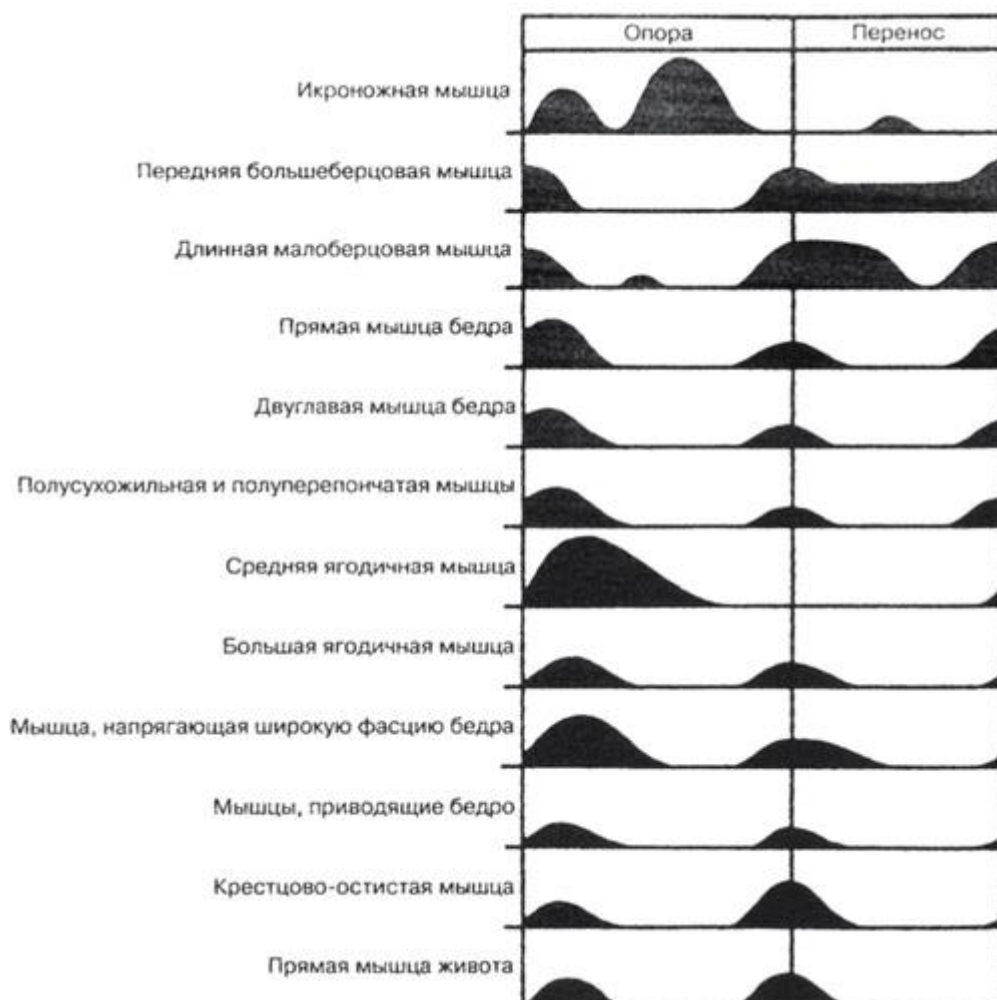 Опора
Перенос
Икроножная мышца
Передняя большеберцовая мышца
Длинная малоберцовая мышца
Прямая мышца бедра
Двуглавая мышца бедра
Полусухожильная и полуперепончатая мышцы
Средняя ягодичная мышца
Большая ягодичная мышца
Мышца, напрягающая широкую фасцию бедра
Мышцы, приводящие бедро
Крестцово-остистая мышца
Прямая мышца живота